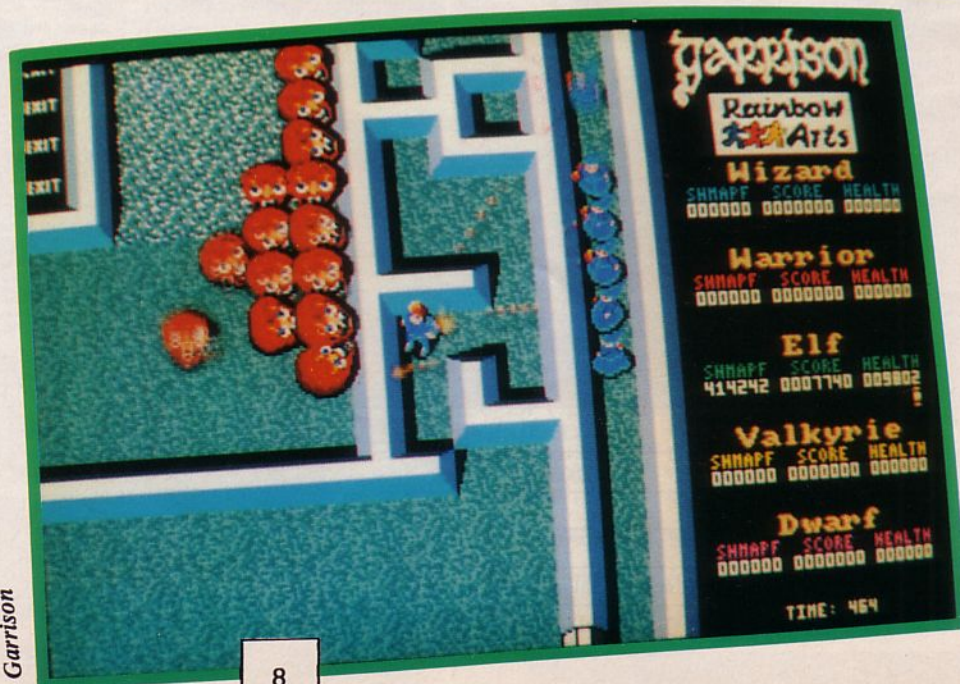 EXIT
EXIT
EXIT
garrison
Rainbow
Arts
Wizard
SHMAPF SCORE HEALTH
000000 0000000 000000
Warrior
SHMAPF SCORE HEALTH
000000 0000000 000000
Elf
SHMAPF SCORE HEALTH
414242 0007740 005802
Valkyrie
SHMAPF SCORE HEALTH
000000 0000000 000000
Dwarf
SHMAPF SCORE HEALTH
000000 0000000 000000
TIME: 464
Garrison
8